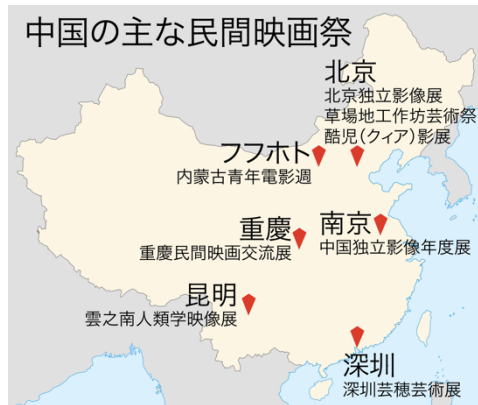 中国の主な民間映画祭
北京
北京独立影像展
草場地工作坊芸術祭
酷児(クィア)影展
フフホト
内蒙古青年電影週
重慶
重慶民間映画交流展
南京
中国独立影像年度展
昆明
雲之南人類学映像展
深圳
深圳芸穂芸術展